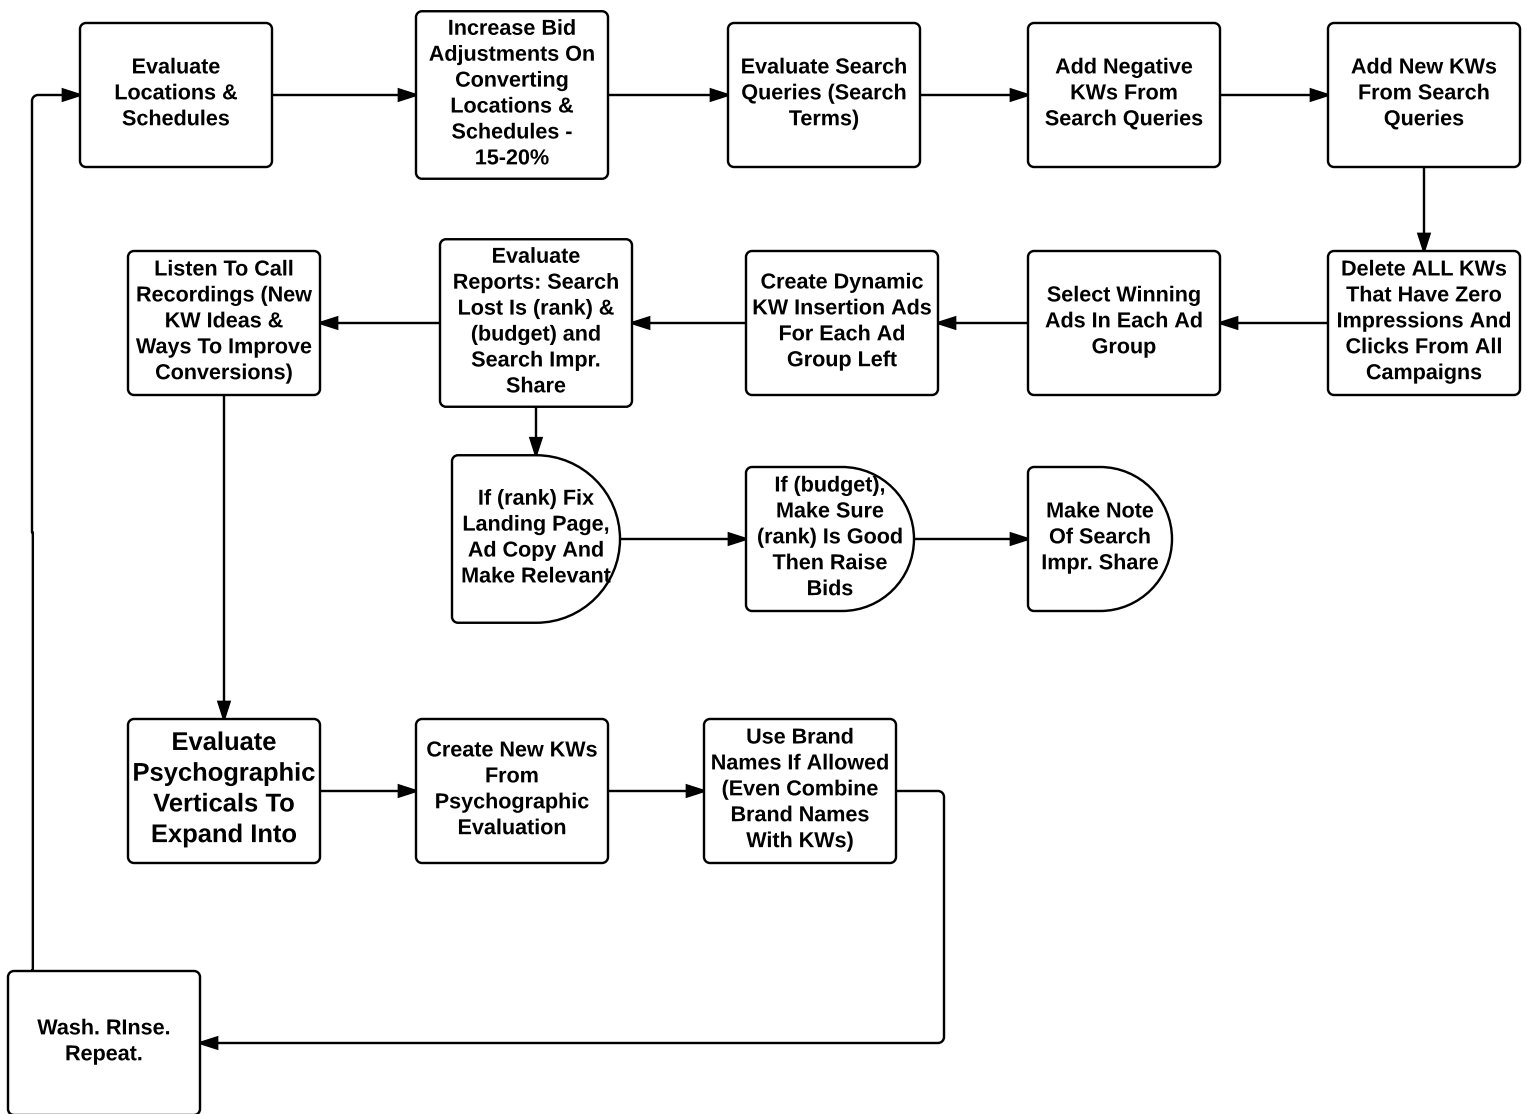 Evaluate
Locations &
Schedules
Increase Bid
Adjustments On
Converting
Locations &
Schedules -
15-20%
Evaluate Search
Queries (Search
Terms)
Add Negative
KWs From
Search Queries
Add New KWs
From Search
Queries
Delete ALL KWs
That Have Zero
Impressions And
Clicks From All
Campaigns
Select Winning
Ads In Each Ad
Group
Create Dynamic
KW Insertion Ads
For Each Ad
Group Left
Evaluate
Reports: Search
Lost Is (rank) &
(budget) and
Search Impr.
Share
Listen To Call
Recordings (New
KW Ideas &
Ways To Improve
Conversions)
If (rank) Fix
Landing Page,
Ad Copy And
Make Relevant
If (budget),
Make Sure
(rank) Is Good
Then Raise
Bids
Make Note
Of Search
Impr. Share
Evaluate
Psychographic
Verticals To
Expand Into
Create New KWs
From
Psychographic
Evaluation
Use Brand
Names If Allowed
(Even Combine
Brand Names
With KWs)
Wash. RInse.
Repeat.